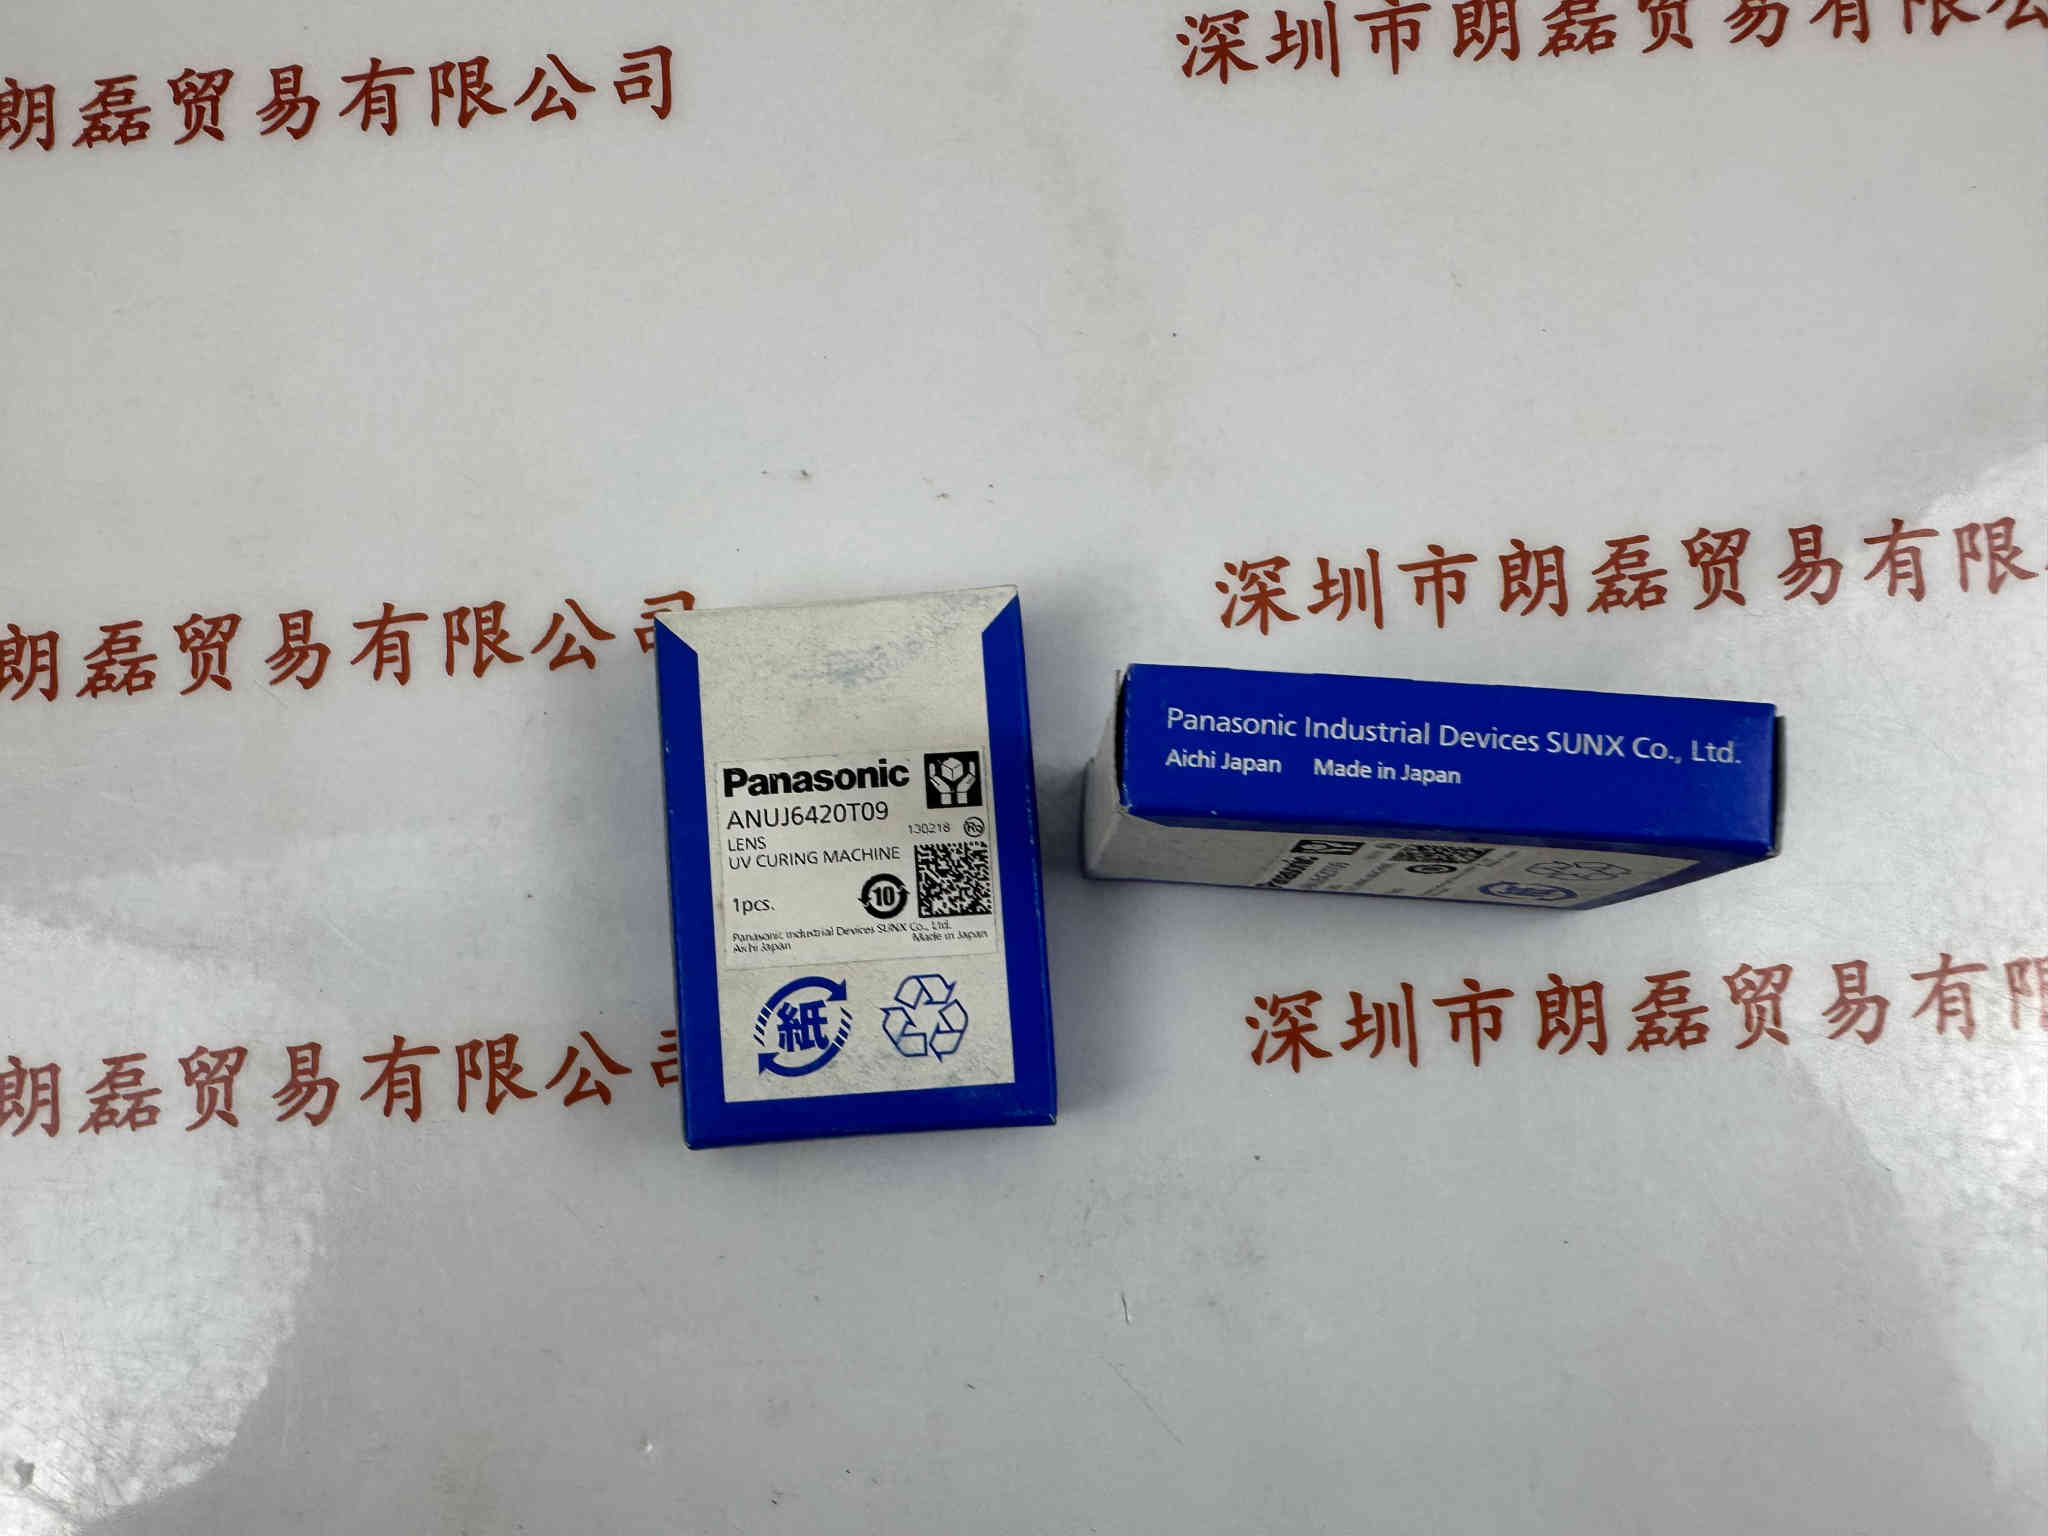 朗磊贸易有限公司
深圳市朗磊贸易有限公
朗磊贸易有限公司
深圳市朗磊贸易有限
朗磊贸易有限公司
深圳市朗磊贸易有限
Panasonic
ANUJ6420T09
LENS
130218
UV CURING MACHINE
10
1pcs.
Panasonic Industrial Devices SUNX Co., Ltd.
Aichi Japan Made in Japan
紙
Panasonic Industrial Devices SUNX Co., Ltd.
Aichi Japan Made in Japan
Panasonic
紙